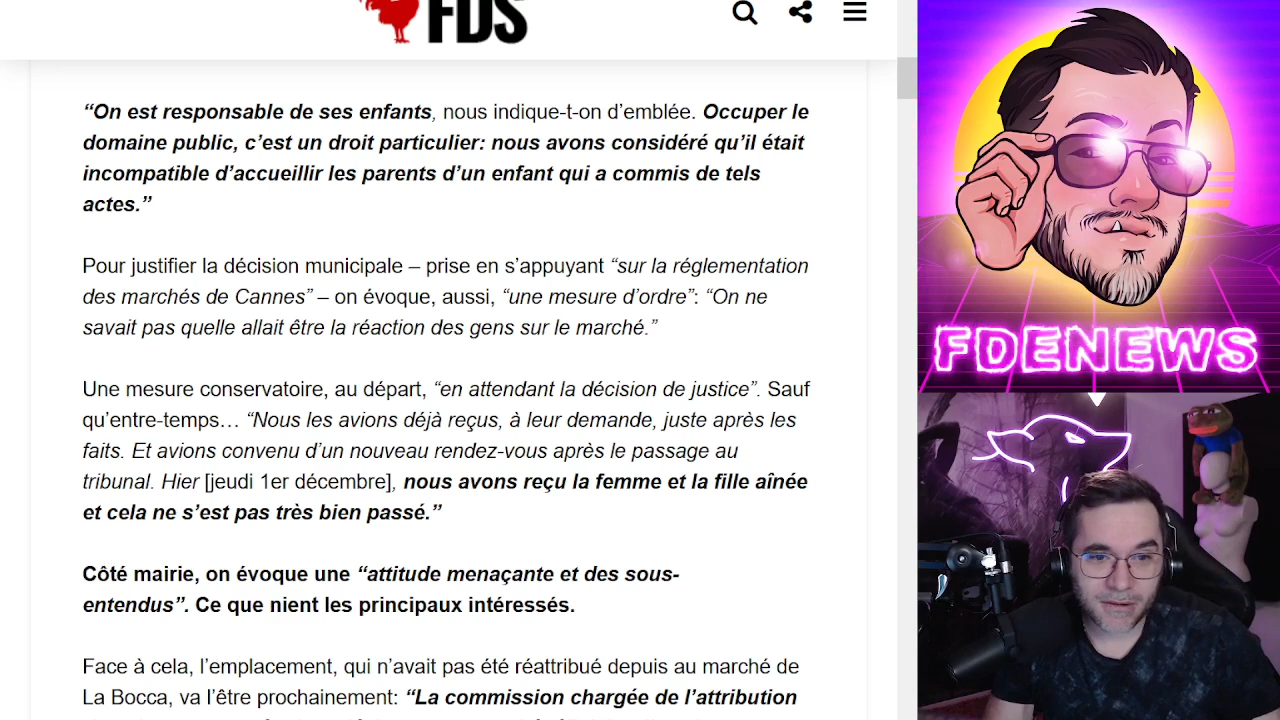 FDS
“On est responsable de ses enfants, nous indique-t-on d’emblée. Occuper le
domaine public, c’est un droit particulier: nous avons considéré qu’il était
incompatible d’accueillir les parents d’un enfant qui a commis de tels
actes.”
Pour justifier la décision municipale – prise en s’appuyant “sur la réglementation
des marchés de Cannes” – on évoque, aussi, “une mesure d’ordre”: “On ne
savait pas quelle allait être la réaction des gens sur le marché.”
Une mesure conservatoire, au départ, “en attendant la décision de justice”. Sauf
qu’entre-temps… “Nous les avions déjà reçus, à leur demande, juste après les
faits. Et avions convenu d’un nouveau rendez-vous après le passage au
tribunal. Hier [jeudi 1er décembre], nous avons reçu la femme et la fille aînée
et cela ne s’est pas très bien passé.”
Côté mairie, on évoque une “attitude menaçante et des sous-
entendus”. Ce que nient les principaux intéressés.
Face à cela, l’emplacement, qui n’avait pas été réattribué depuis au marché de
La Bocca, va l’être prochainement: “La commission chargée de l’attribution
FDENEWS